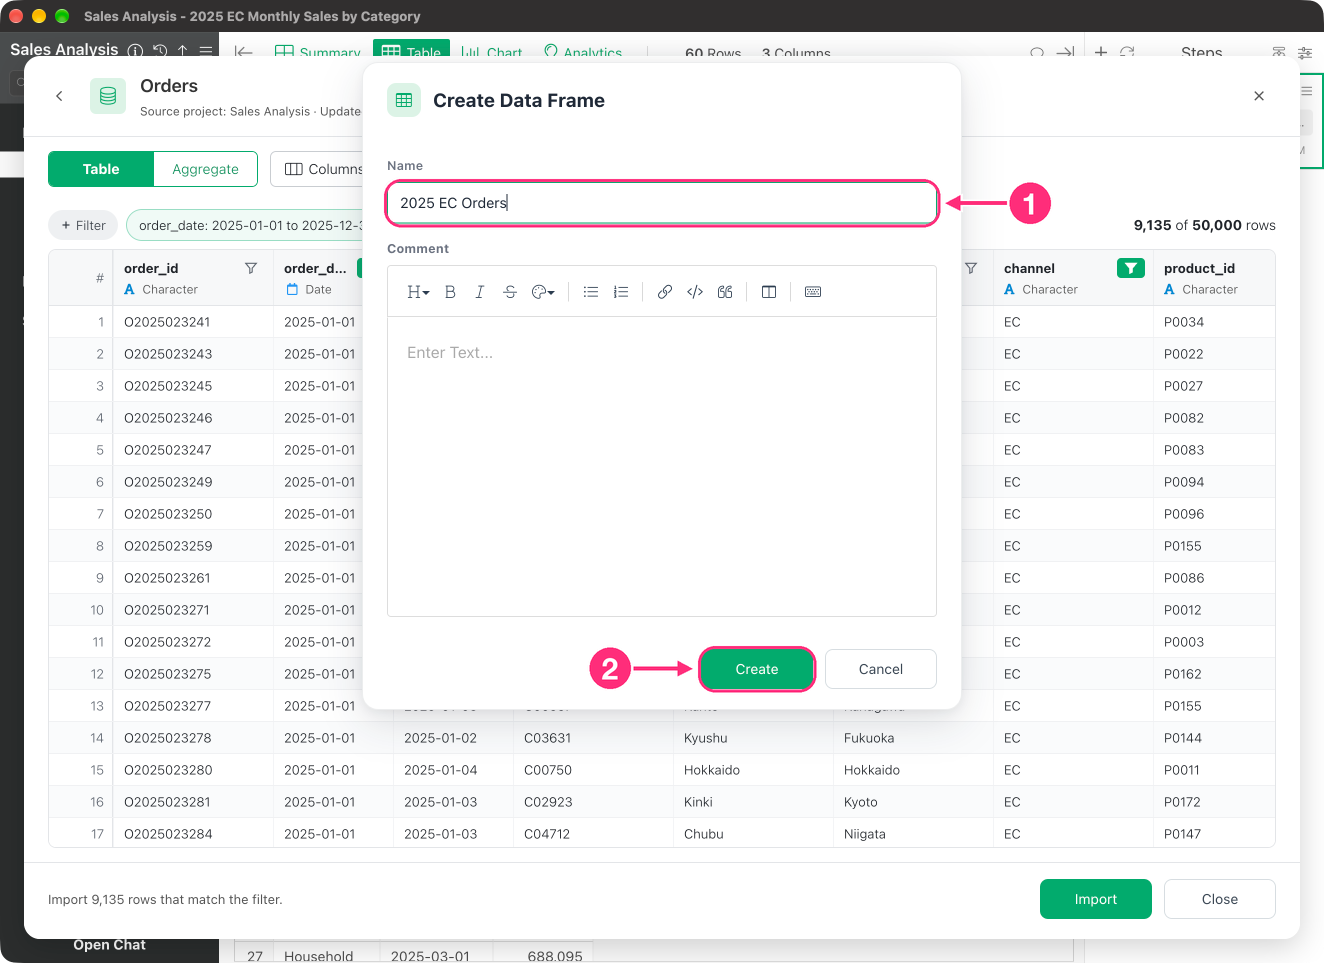 Sales Analysis - 2025 EC Monthly Sales by Category
Sales Analysis
Summary Table Chart Analytics 60 Rows 3 Columns Steps
Orders
Source project: Sales Analysis · Update
Create Data Frame
Table Aggregate Columns
Name
2025 EC Orders
1
+ Filter order_date: 2025-01-01 to 2025-12-3
9,135 of 50,000 rows
Comment
# order_id order_d... channel product_id
Character Date Character Character
H B I S
Enter Text...
1 O2025023241 2025-01-01 EC P0034
2 O2025023243 2025-01-01 EC P0022
3 O2025023245 2025-01-01 EC P0027
4 O2025023246 2025-01-01 EC P0082
5 O2025023247 2025-01-01 EC P0083
6 O2025023249 2025-01-01 EC P0094
7 O2025023250 2025-01-01 EC P0096
8 O2025023259 2025-01-01 EC P0155
9 O2025023261 2025-01-01 EC P0086
10 O2025023271 2025-01-01 EC P0012
11 O2025023272 2025-01-01 EC P0003
12 O2025023275 2025-01-01 EC P0162
2 Create Cancel
13 O2025023277 2025-01-01 EC P0155
14 O2025023278 2025-01-01 2025-01-02 C03631 Kyushu Fukuoka EC P0144
15 O2025023280 2025-01-01 2025-01-04 C00750 Hokkaido Hokkaido EC P0011
16 O2025023281 2025-01-01 2025-01-03 C02923 Kinki Kyoto EC P0172
17 O2025023284 2025-01-01 2025-01-03 C04712 Chubu Niigata EC P0147
Import 9,135 rows that match the filter.
Import Close
Open Chat
27 Household 2025-03-01 688,095